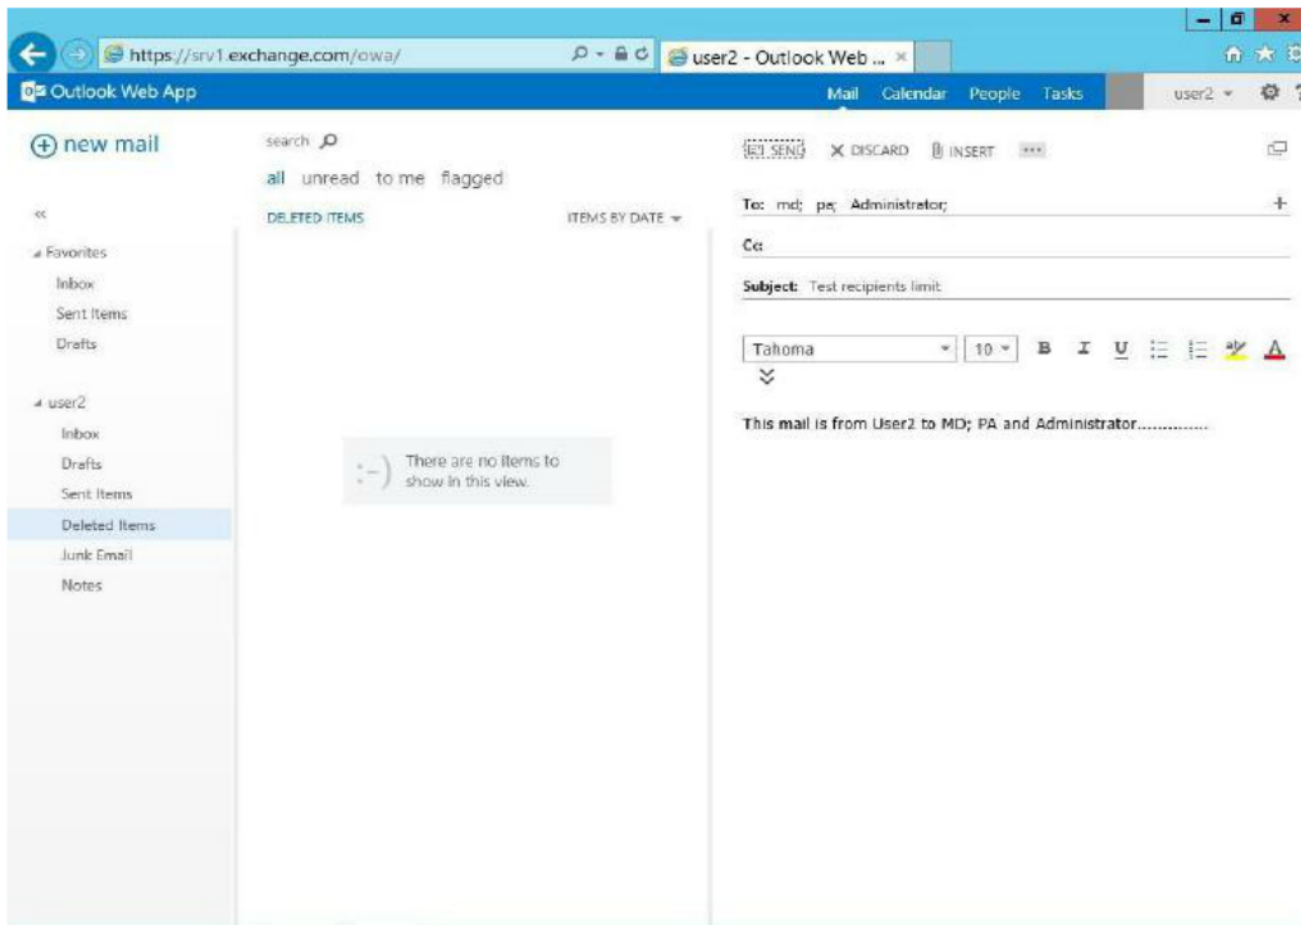 https://srv1.exchange.com/owa/
user2 - Outlook Web ...
Outlook Web App
Mail Calendar People Tasks
user2
?
new mail
search
all unread to me flagged
DELETED ITEMS
ITEMS BY DATE
«
Favorites
Inbox
Sent Items
Drafts
user2
Inbox
Drafts
Sent Items
Deleted Items
Junk Email
Notes
:-)
There are no items to
show in this view.
SEND DISCARD INSERT ...
To: md; pa; Administrator;
Cc:
Subject: Test recipients limit
Tahoma 10 B I U ab A
This mail is from User2 to MD; PA and Administrator..............